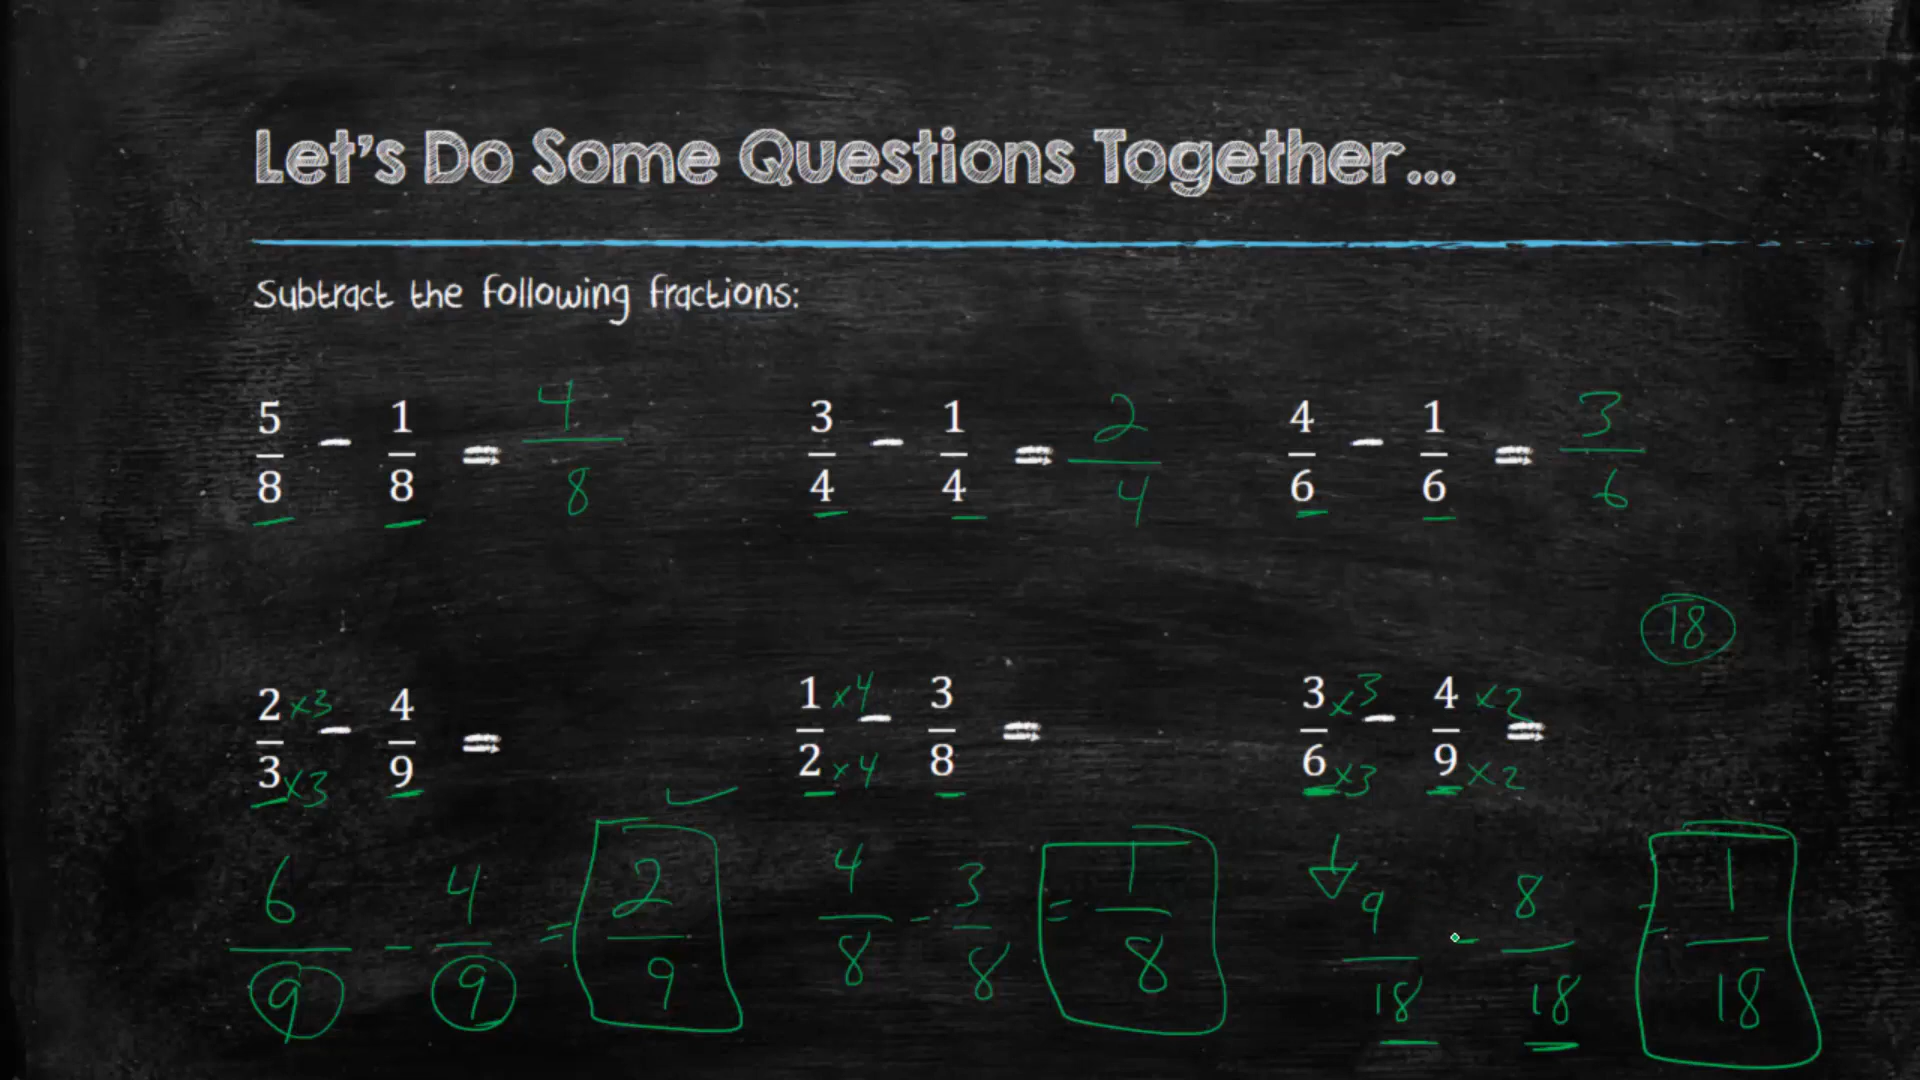 Let's Do Some Questions Together...
Subtract the following fractions:
5/8 - 1/8 = 4/8
3/4 - 1/4 = 2/4
4/6 - 1/6 = 3/6
18
2/3 ×3/×3 - 4/9 =
1/2 ×4/×4 - 3/8 =
3/6 ×3/×3 - 4/9 ×2/×2 =
6/9 - 4/9 = 2/9
4/8 - 3/8 = 1/8
9/18 - 8/18 = 1/18